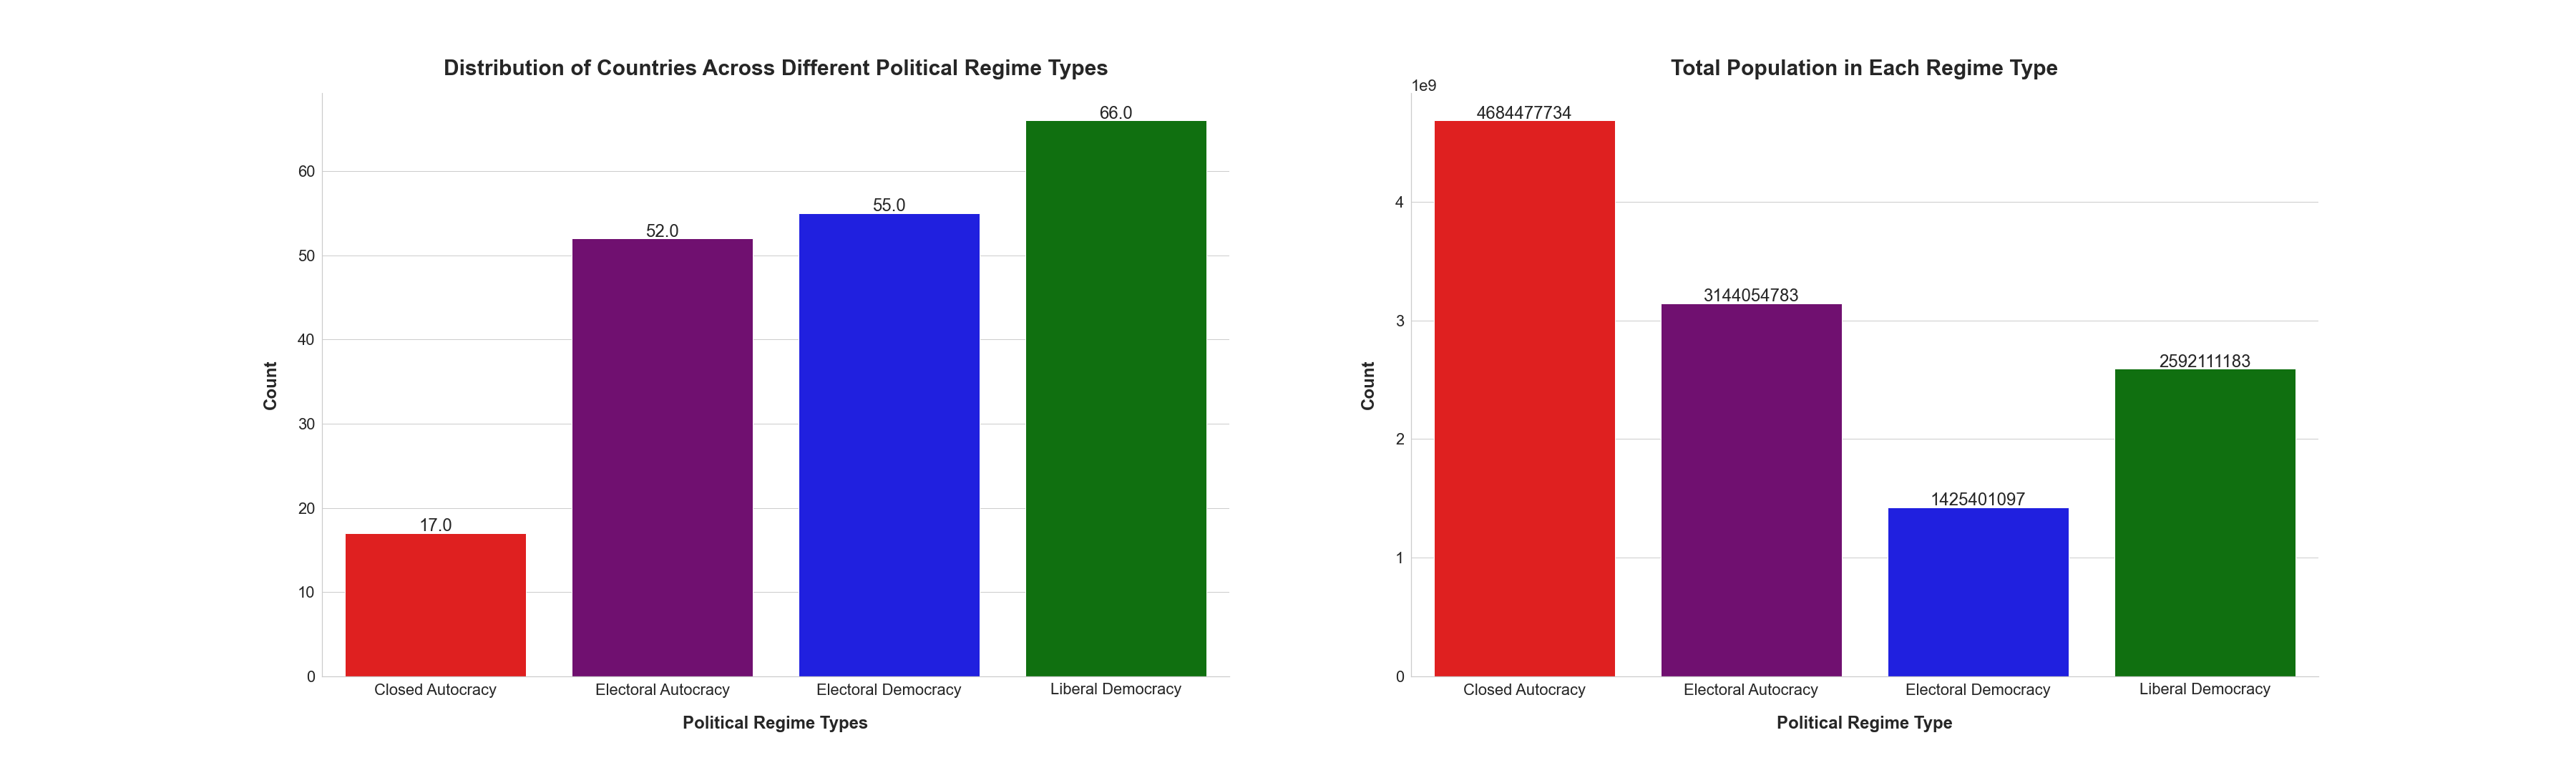 Distribution of Countries Across Different Political Regime Types
66.0
60
55.0
52.0
50
40
30
20
17.0
10
0
Count
Closed Autocracy
Electoral Autocracy
Electoral Democracy
Liberal Democracy
Political Regime Types
Total Population in Each Regime Type
1e9
4684477734
4
3144054783
3
2592111183
2
1425401097
1
0
Count
Closed Autocracy
Electoral Autocracy
Electoral Democracy
Liberal Democracy
Political Regime Type